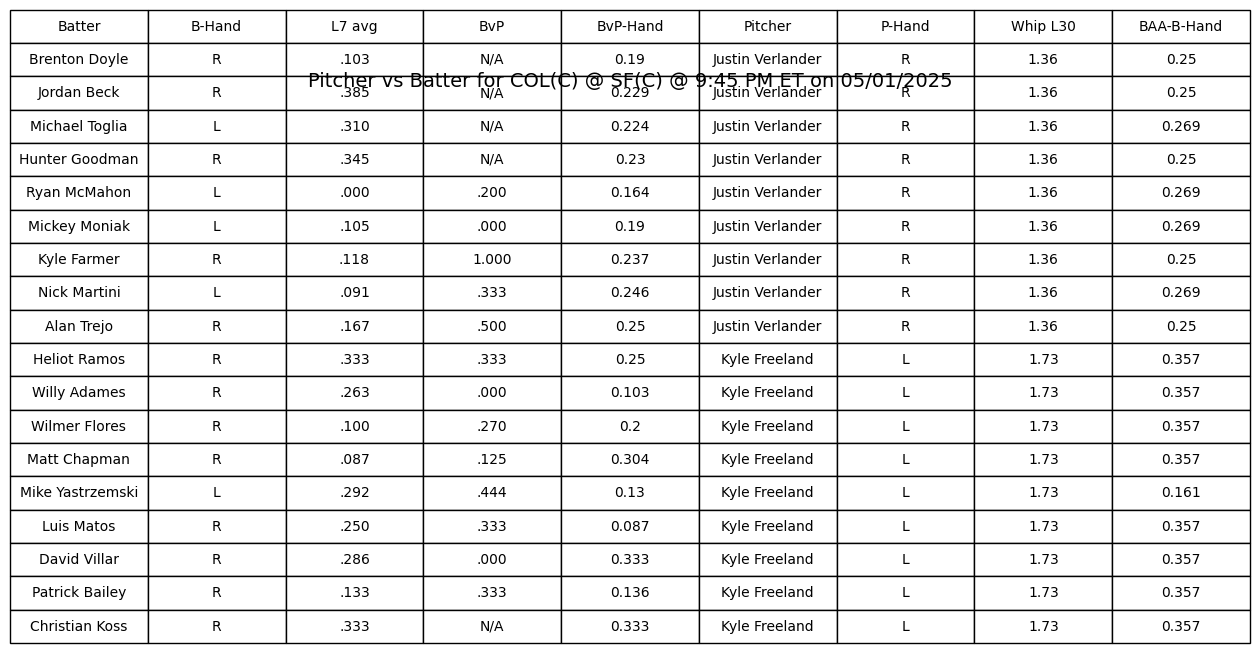 Batter B-Hand L7 avg BvP BvP-Hand Pitcher P-Hand Whip L30 BAA-B-Hand
Brenton Doyle R .103 N/A 0.19 Justin Verlander R 1.36 0.25
Pitcher vs Batter for COL(C) @ SF(C) @ 9:45 PM ET on 05/01/2025
Jordan Beck R .385 N/A 0.229 Justin Verlander R 1.36 0.25
Michael Toglia L .310 N/A 0.224 Justin Verlander R 1.36 0.269
Hunter Goodman R .345 N/A 0.23 Justin Verlander R 1.36 0.25
Ryan McMahon L .000 .200 0.164 Justin Verlander R 1.36 0.269
Mickey Moniak L .105 .000 0.19 Justin Verlander R 1.36 0.269
Kyle Farmer R .118 1.000 0.237 Justin Verlander R 1.36 0.25
Nick Martini L .091 .333 0.246 Justin Verlander R 1.36 0.269
Alan Trejo R .167 .500 0.25 Justin Verlander R 1.36 0.25
Heliot Ramos R .333 .333 0.25 Kyle Freeland L 1.73 0.357
Willy Adames R .263 .000 0.103 Kyle Freeland L 1.73 0.357
Wilmer Flores R .100 .270 0.2 Kyle Freeland L 1.73 0.357
Matt Chapman R .087 .125 0.304 Kyle Freeland L 1.73 0.357
Mike Yastrzemski L .292 .444 0.13 Kyle Freeland L 1.73 0.161
Luis Matos R .250 .333 0.087 Kyle Freeland L 1.73 0.357
David Villar R .286 .000 0.333 Kyle Freeland L 1.73 0.357
Patrick Bailey R .133 .333 0.136 Kyle Freeland L 1.73 0.357
Christian Koss R .333 N/A 0.333 Kyle Freeland L 1.73 0.357